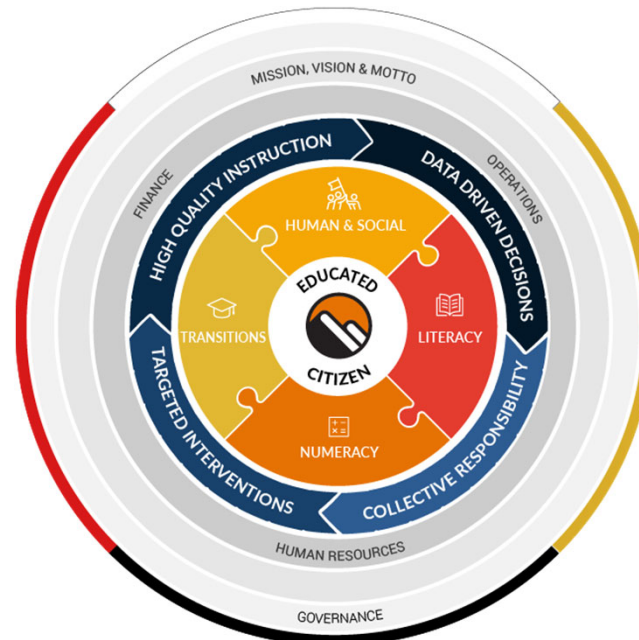 MISSION, VISION & MOTTO
FINANCE
OPERATIONS
HIGH QUALITY INSTRUCTION
DATA DRIVEN DECISIONS
HUMAN & SOCIAL
EDUCATED
TRANSITIONS
LITERACY
CITIZEN
NUMERACY
TARGETED INTERVENTIONS
COLLECTIVE RESPONSIBILITY
HUMAN RESOURCES
GOVERNANCE